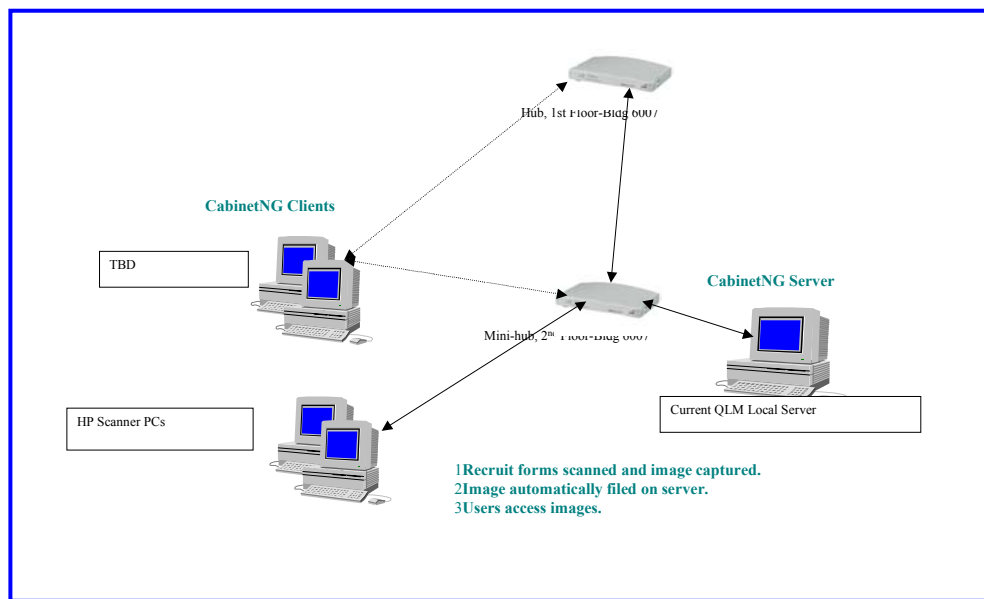 Hub, 1st Floor-Bldg 6007
CabinetNG Clients
TBD
CabinetNG Server
Mini-hub, 2nd Floor-Bldg 6007
HP Scanner PCs
Current QLM Local Server
1Recruit forms scanned and image captured.
2Image automatically filed on server.
3Users access images.